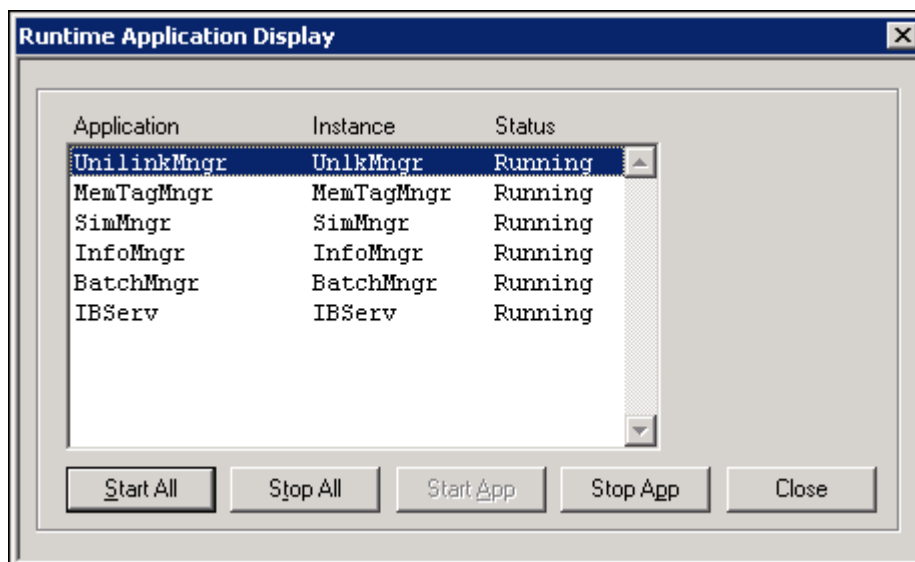 Runtime Application Display
Application Instance Status
UnilinkMngr UnlkMngr Running
MemTagMngr MemTagMngr Running
SimMngr SimMngr Running
InfoMngr InfoMngr Running
BatchMngr BatchMngr Running
IBServ IBServ Running
Start All Stop All Start App Stop App Close